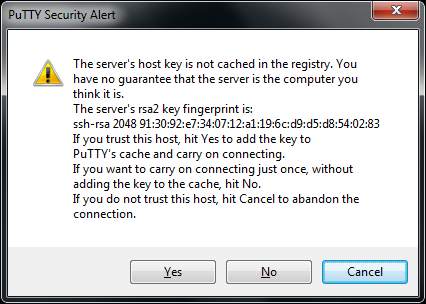 PuTTY Security Alert
The server's host key is not cached in the registry. You
have no guarantee that the server is the computer you
think it is.
The server's rsa2 key fingerprint is:
ssh-rsa 2048 91:30:92:e7:34:07:12:a1:19:6c:d9:d5:d8:54:02:83
If you trust this host, hit Yes to add the key to
PuTTY's cache and carry on connecting.
If you want to carry on connecting just once, without
adding the key to the cache, hit No.
If you do not trust this host, hit Cancel to abandon the
connection.
Yes No Cancel